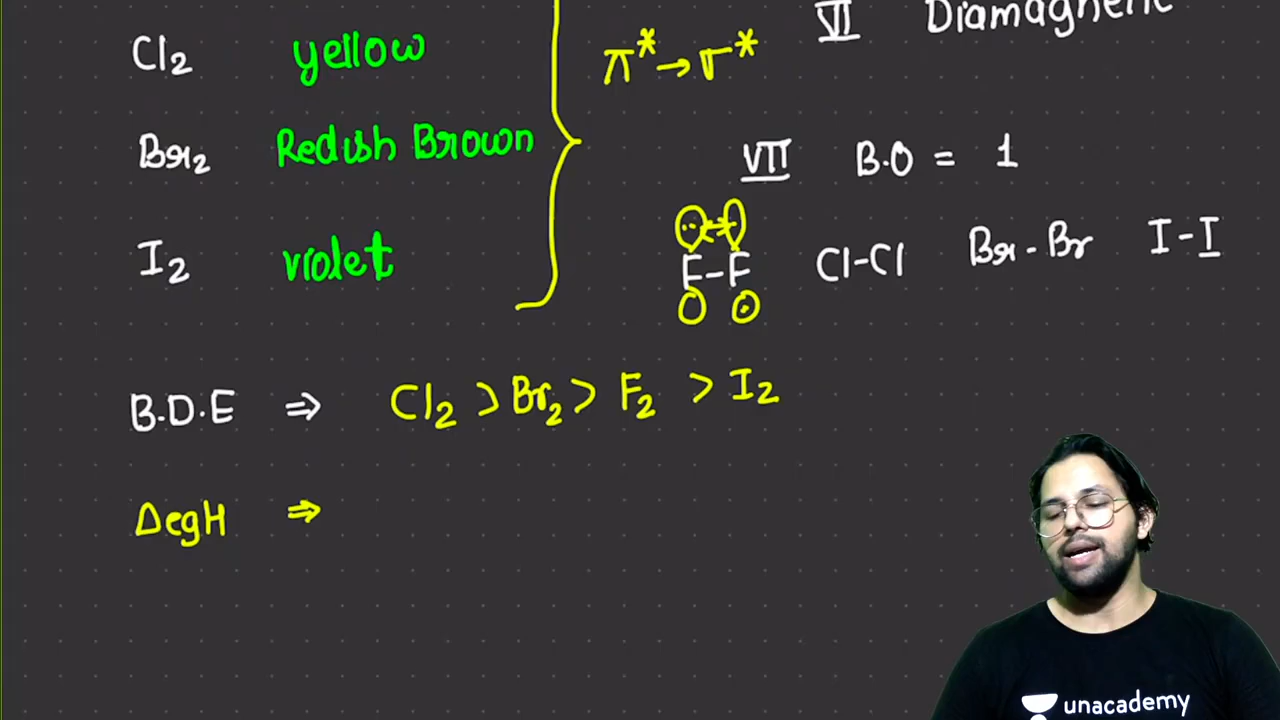 Cl2 yellow
Br2 Redish Brown
I2 violet
π* → σ*
VI Diamagnetic
VII B.O = 1
F-F Cl-Cl Br-Br I-I
B.D.E ⇒ Cl2 > Br2 > F2 > I2
ΔegH ⇒
unacademy